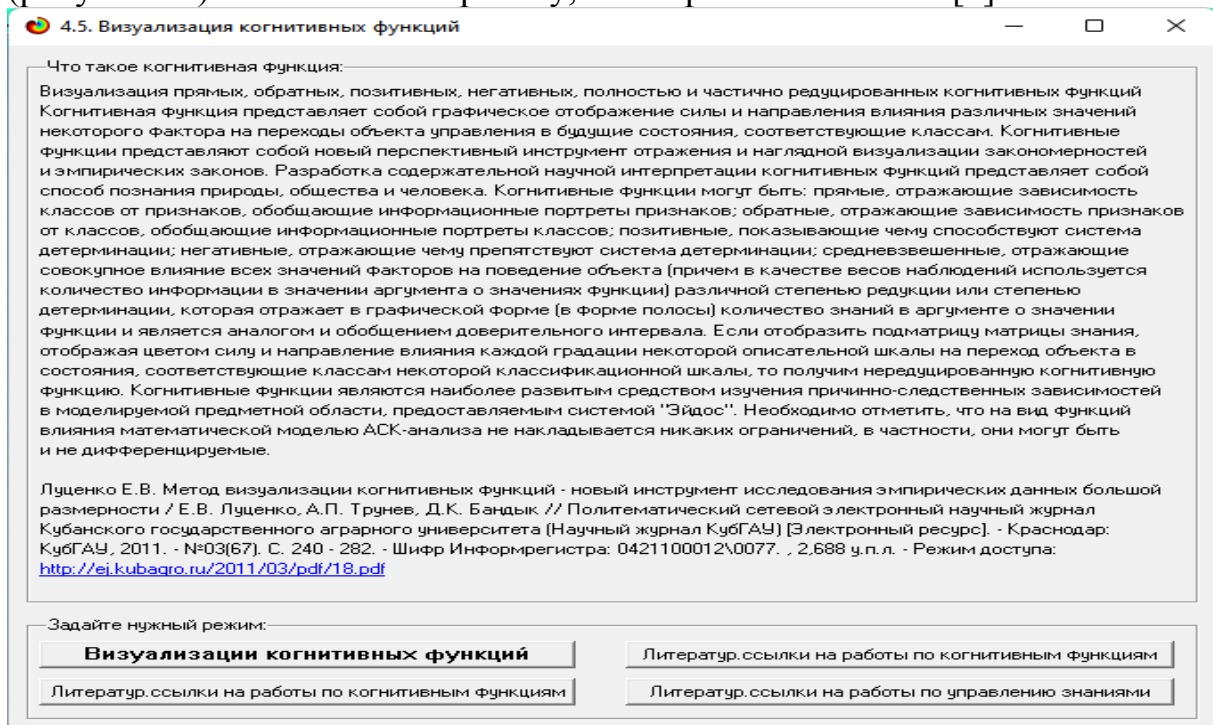 4.5. Визуализация когнитивных функций
Что такое когнитивная функция:
Визуализация прямых, обратных, позитивных, негативных, полностью и частично редуцированных когнитивных функций
Когнитивная функция представляет собой графическое отображение силы и направления влияния различных значений
некоторого фактора на переходы объекта управления в будущие состояния, соответствующие классам. Когнитивные
функции представляют собой новый перспективный инструмент отражения и наглядной визуализации закономерностей
и эмпирических законов. Разработка содержательной научной интерпретации когнитивных функций представляет собой
способ познания природы, общества и человека. Когнитивные функции могут быть: прямые, отражающие зависимость
классов от признаков, обобщающие информационные портреты признаков; обратные, отражающие зависимость признаков
от классов, обобщающие информационные портреты классов; позитивные, показывающие чему способствуют система
детерминации; негативные, отражающие чему препятствуют система детерминации; средневзвешенные, отражающие
совокупное влияние всех значений факторов на поведение объекта (причем в качестве весов наблюдений используется
количество информации в значении аргумента о значениях функции) различной степенью редукции или степенью
детерминации, которая отражает в графической форме (в форме полосы) количество знаний в аргументе о значении
функции и является аналогом и обобщением доверительного интервала. Если отобразить подматрицу матрицы знания,
отображая цветом силу и направление влияния каждой градации некоторой описательной шкалы на переход объекта в
состояния, соответствующие классам некоторой классификационной шкалы, то получим нередуцированную когнитивную
функцию. Когнитивные функции являются наиболее развитым средством изучения причинно-следственных зависимостей
в моделируемой предметной области, предоставляемым системой "Эйдос". Необходимо отметить, что на вид функций
влияния математической моделью АСК-анализа не накладывается никаких ограничений, в частности, они могут быть
и не дифференцируемые.
Луценко Е.В. Метод визуализации когнитивных функций - новый инструмент исследования эмпирических данных большой
размерности / Е.В. Луценко, А.П. Трунев, Д.К. Бандык // Политематический сетевой электронный научный журнал
Кубанского государственного аграрного университета (Научный журнал КубГАУ) [Электронный ресурс]. - Краснодар:
КубГАУ, 2011. - №03(67). С. 240 - 282. - Шифр Информрегистра: 0421100012\0077. , 2,688 у.п.л. - Режим доступа:
http://ej.kubagro.ru/2011/03/pdf/18.pdf
Задайте нужный режим:
Визуализации когнитивных функций
Литератур.ссылки на работы по когнитивным функциям
Литератур.ссылки на работы по когнитивным функциям
Литератур.ссылки на работы по управлению знаниями